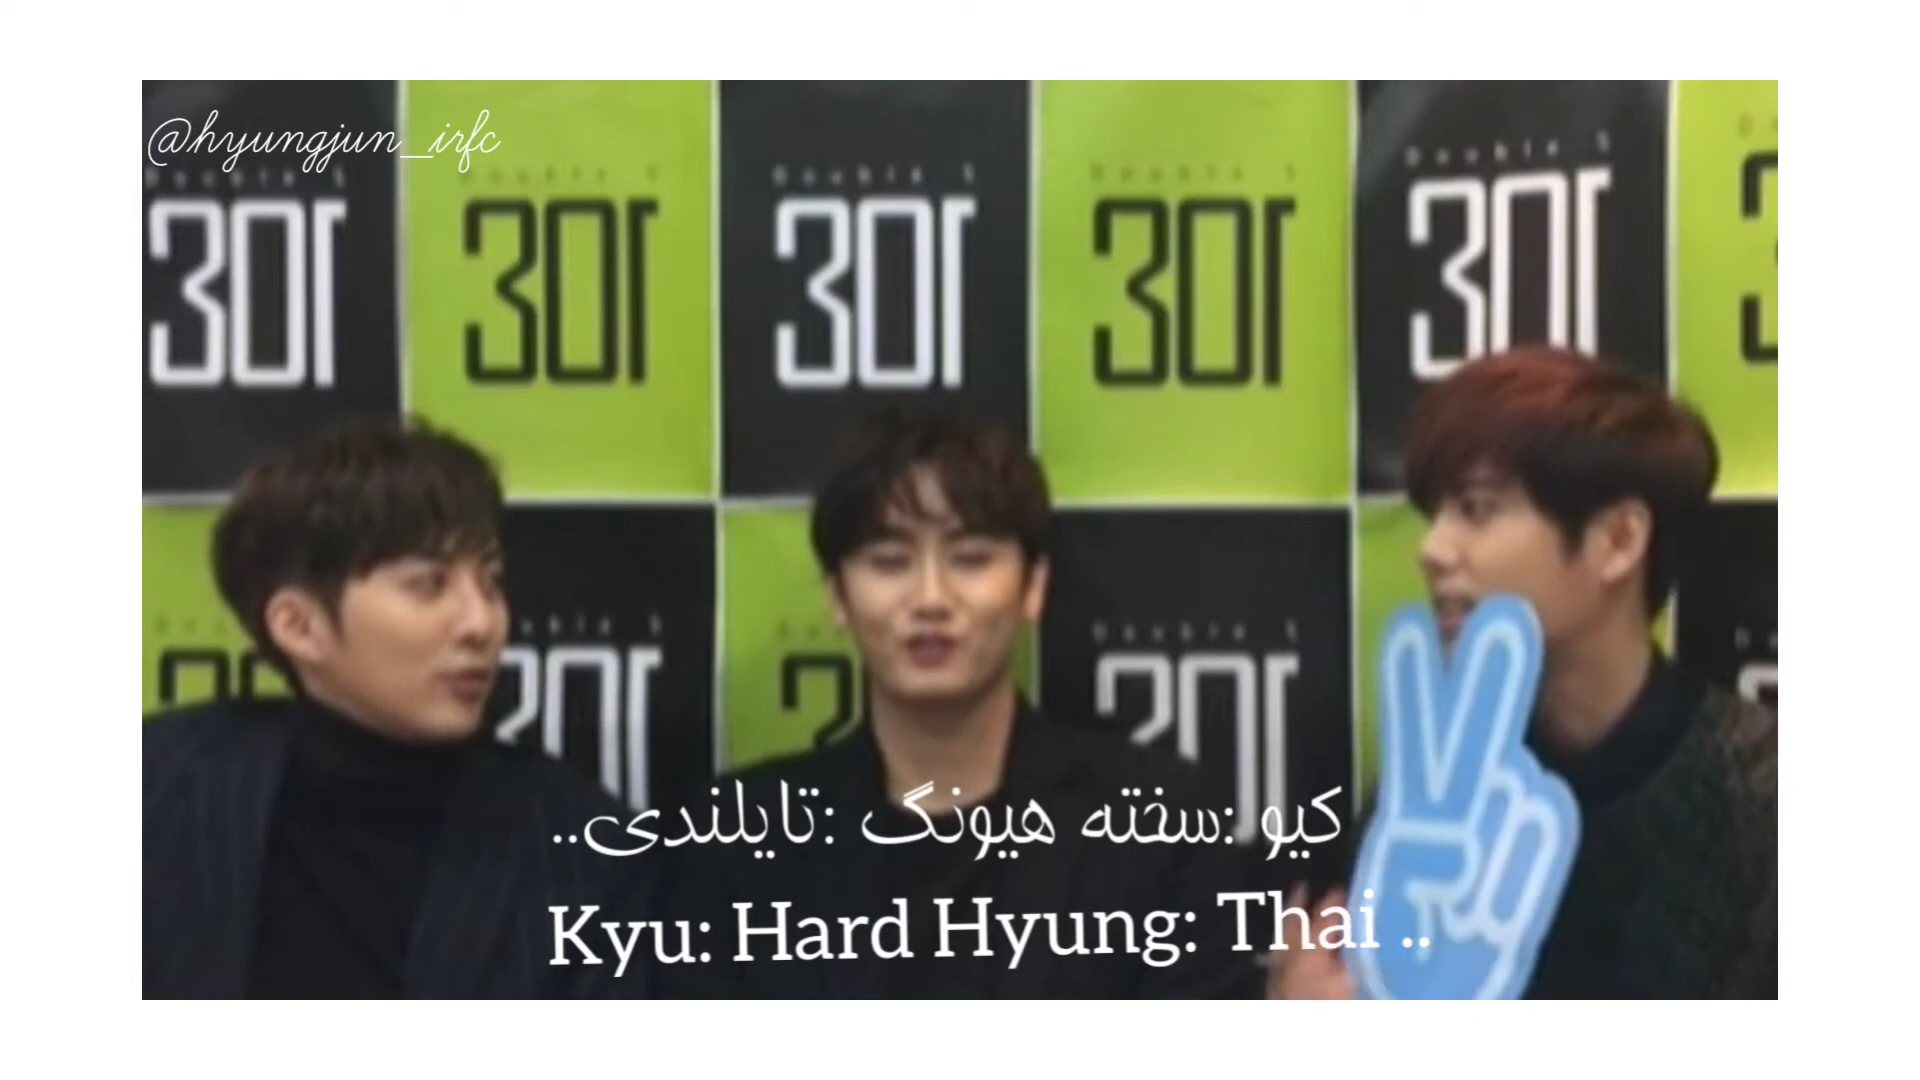 @hyungjun_irfc
Double S Double S Double S Double S Double S
301 301 301 301 301
Double S Double S
301 301
کیو :سخته هیونگ :تایلندی..
Kyu: Hard Hyung: Thai ..